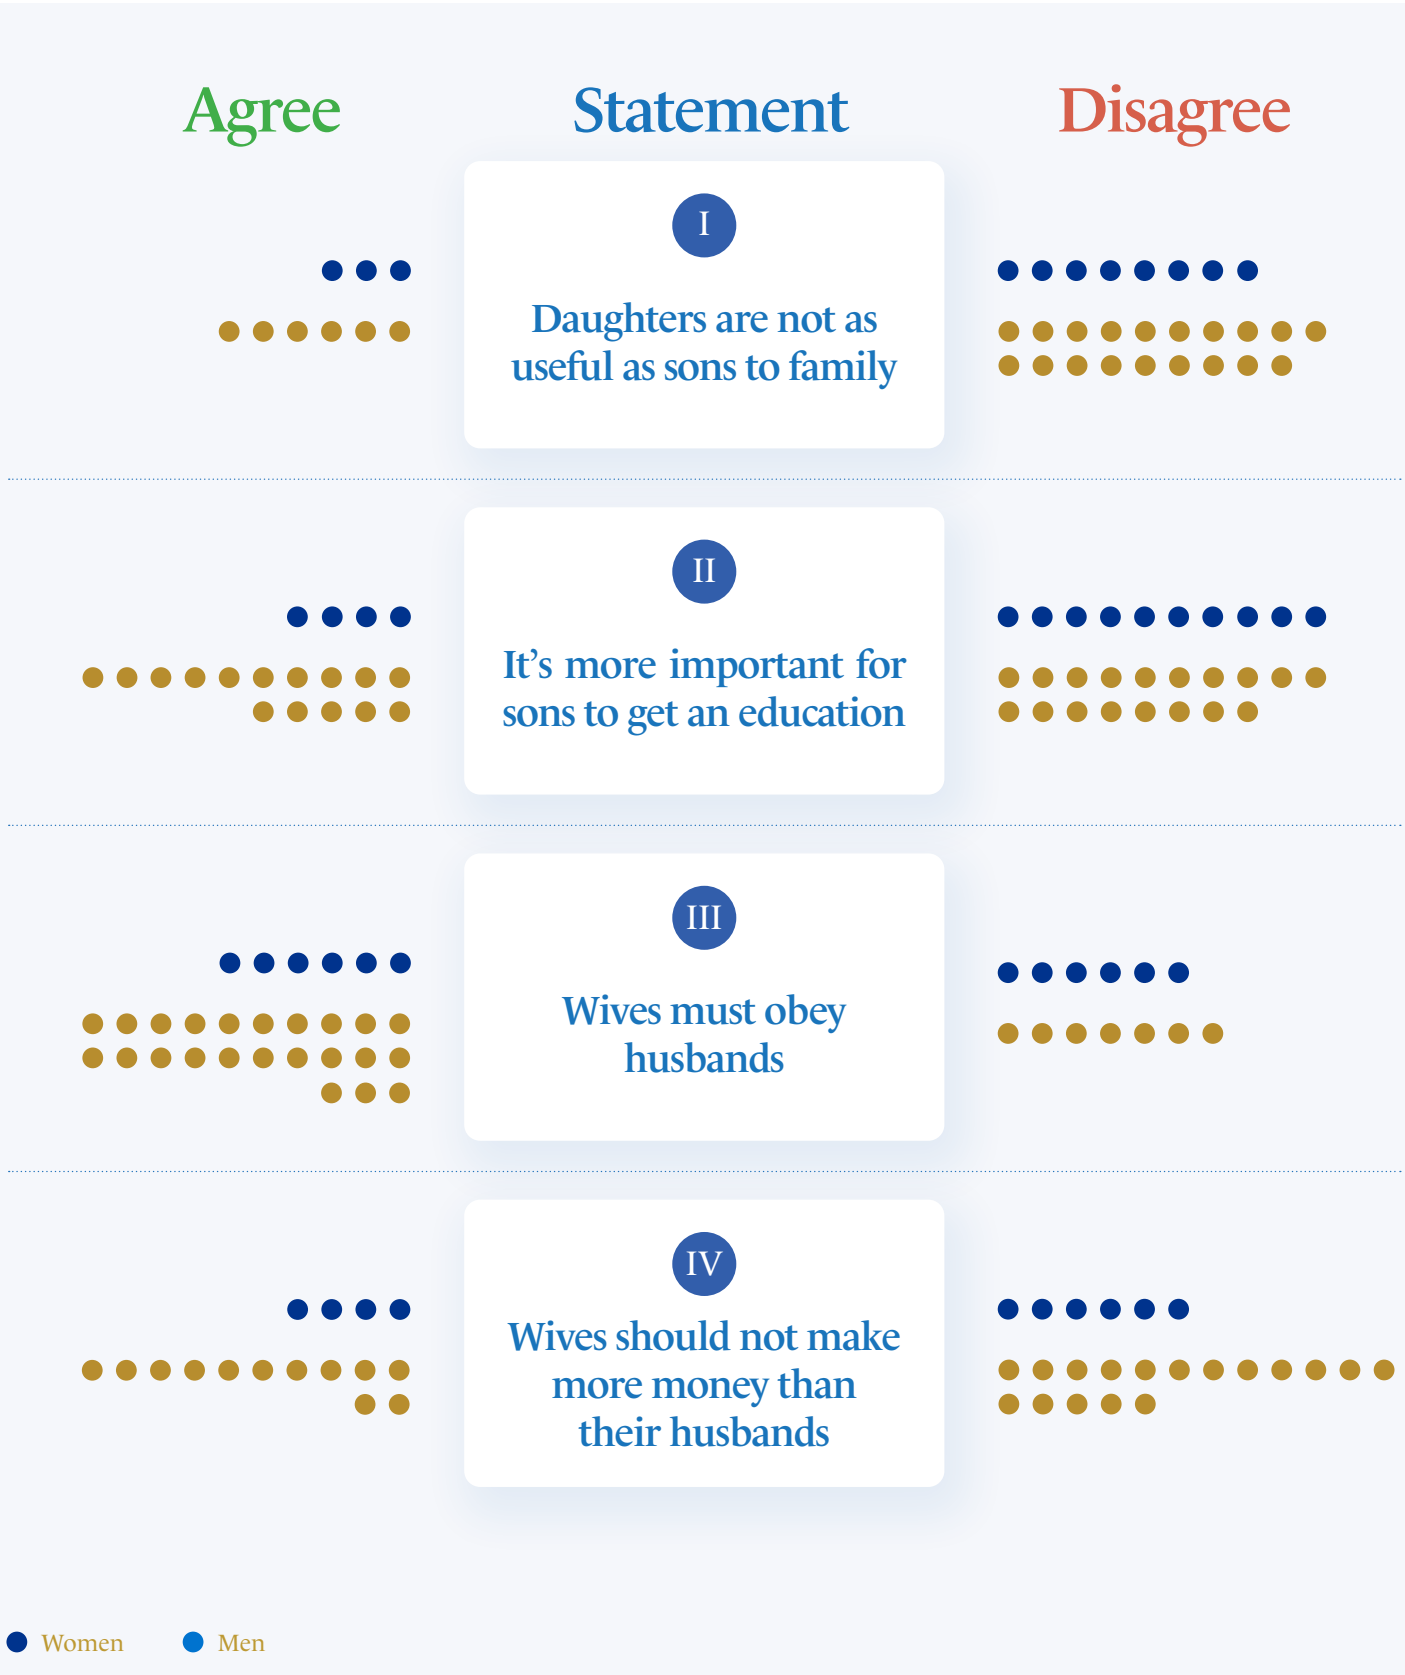 Agree Statement Disagree
I
Daughters are not as
useful as sons to family
II
It’s more important for
sons to get an education
III
Wives must obey
husbands
IV
Wives should not make
more money than
their husbands
Women Men